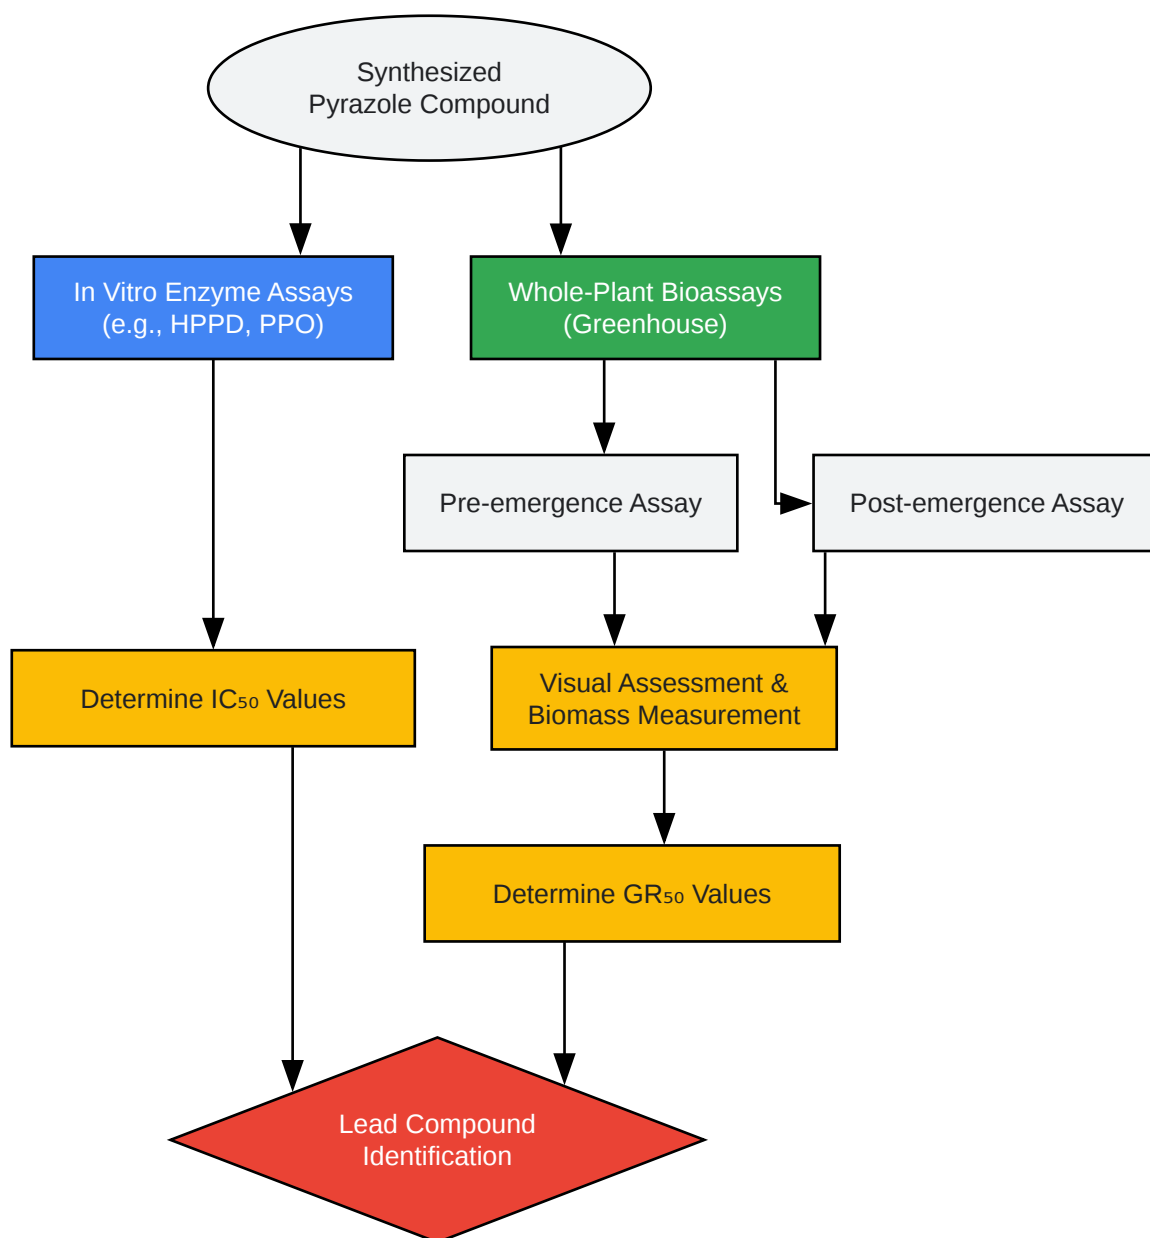 Synthesized
Pyrazole Compound
In Vitro Enzyme Assays
(e.g., HPPD, PPO)
Whole-Plant Bioassays
(Greenhouse)
Pre-emergence Assay
Post-emergence Assay
Determine IC₅₀ Values
Visual Assessment &
Biomass Measurement
Determine GR₅₀ Values
Lead Compound
Identification